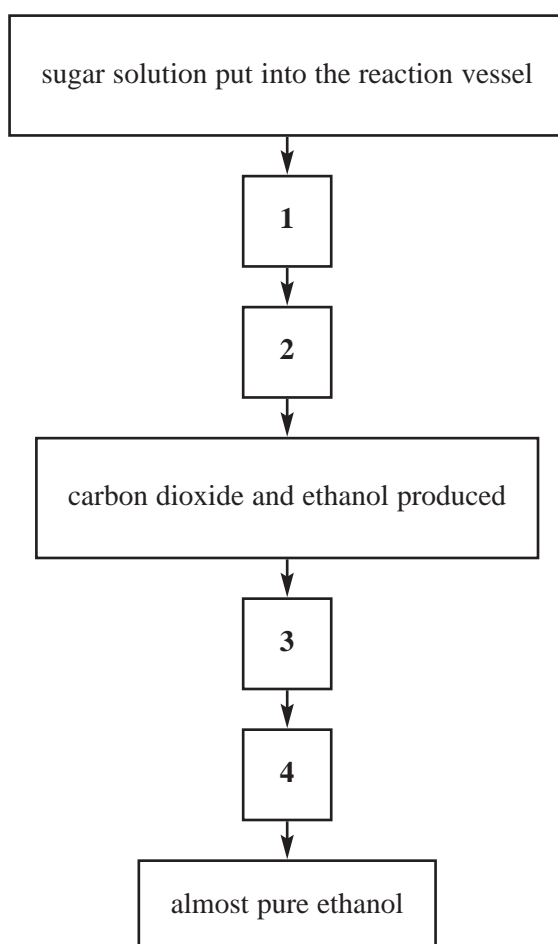 sugar solution put into the reaction vessel
1
2
carbon dioxide and ethanol produced
3
4
almost pure ethanol